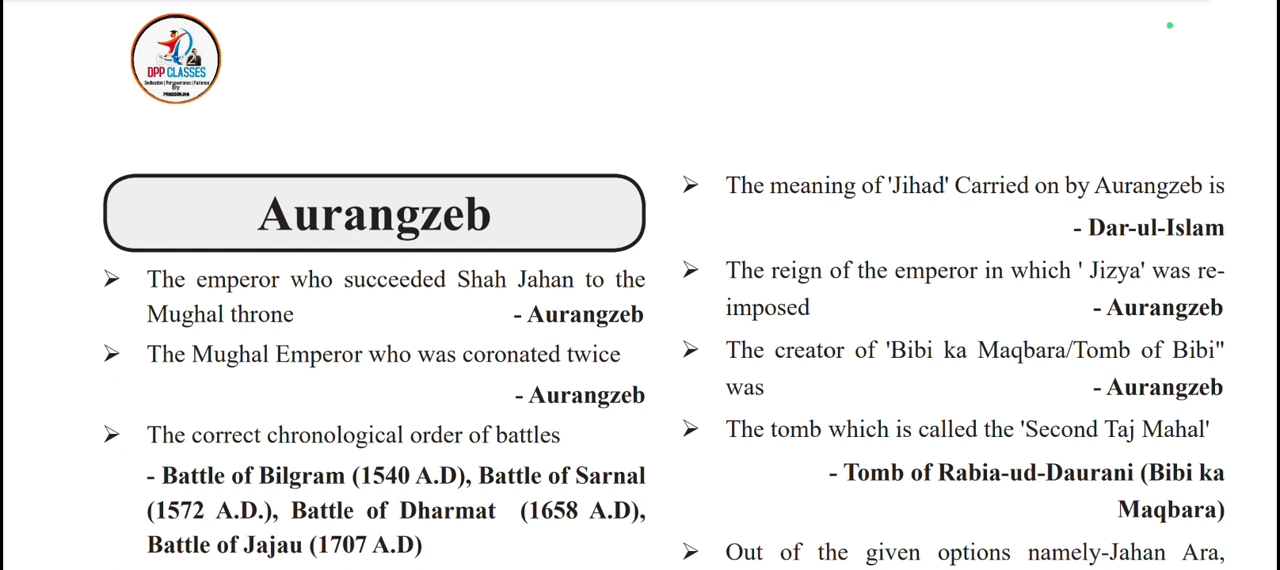 DPP CLASSES
By
Aurangzeb
➢ The emperor who succeeded Shah Jahan to the
Mughal throne - Aurangzeb
➢ The Mughal Emperor who was coronated twice
- Aurangzeb
➢ The correct chronological order of battles
- Battle of Bilgram (1540 A.D), Battle of Sarnal
(1572 A.D.), Battle of Dharmat (1658 A.D),
Battle of Jajau (1707 A.D)
➢ The meaning of 'Jihad' Carried on by Aurangzeb is
- Dar-ul-Islam
➢ The reign of the emperor in which ' Jizya' was re-
imposed - Aurangzeb
➢ The creator of 'Bibi ka Maqbara/Tomb of Bibi"
was - Aurangzeb
➢ The tomb which is called the 'Second Taj Mahal'
- Tomb of Rabia-ud-Daurani (Bibi ka
Maqbara)
➢ Out of the given options namely-Jahan Ara,